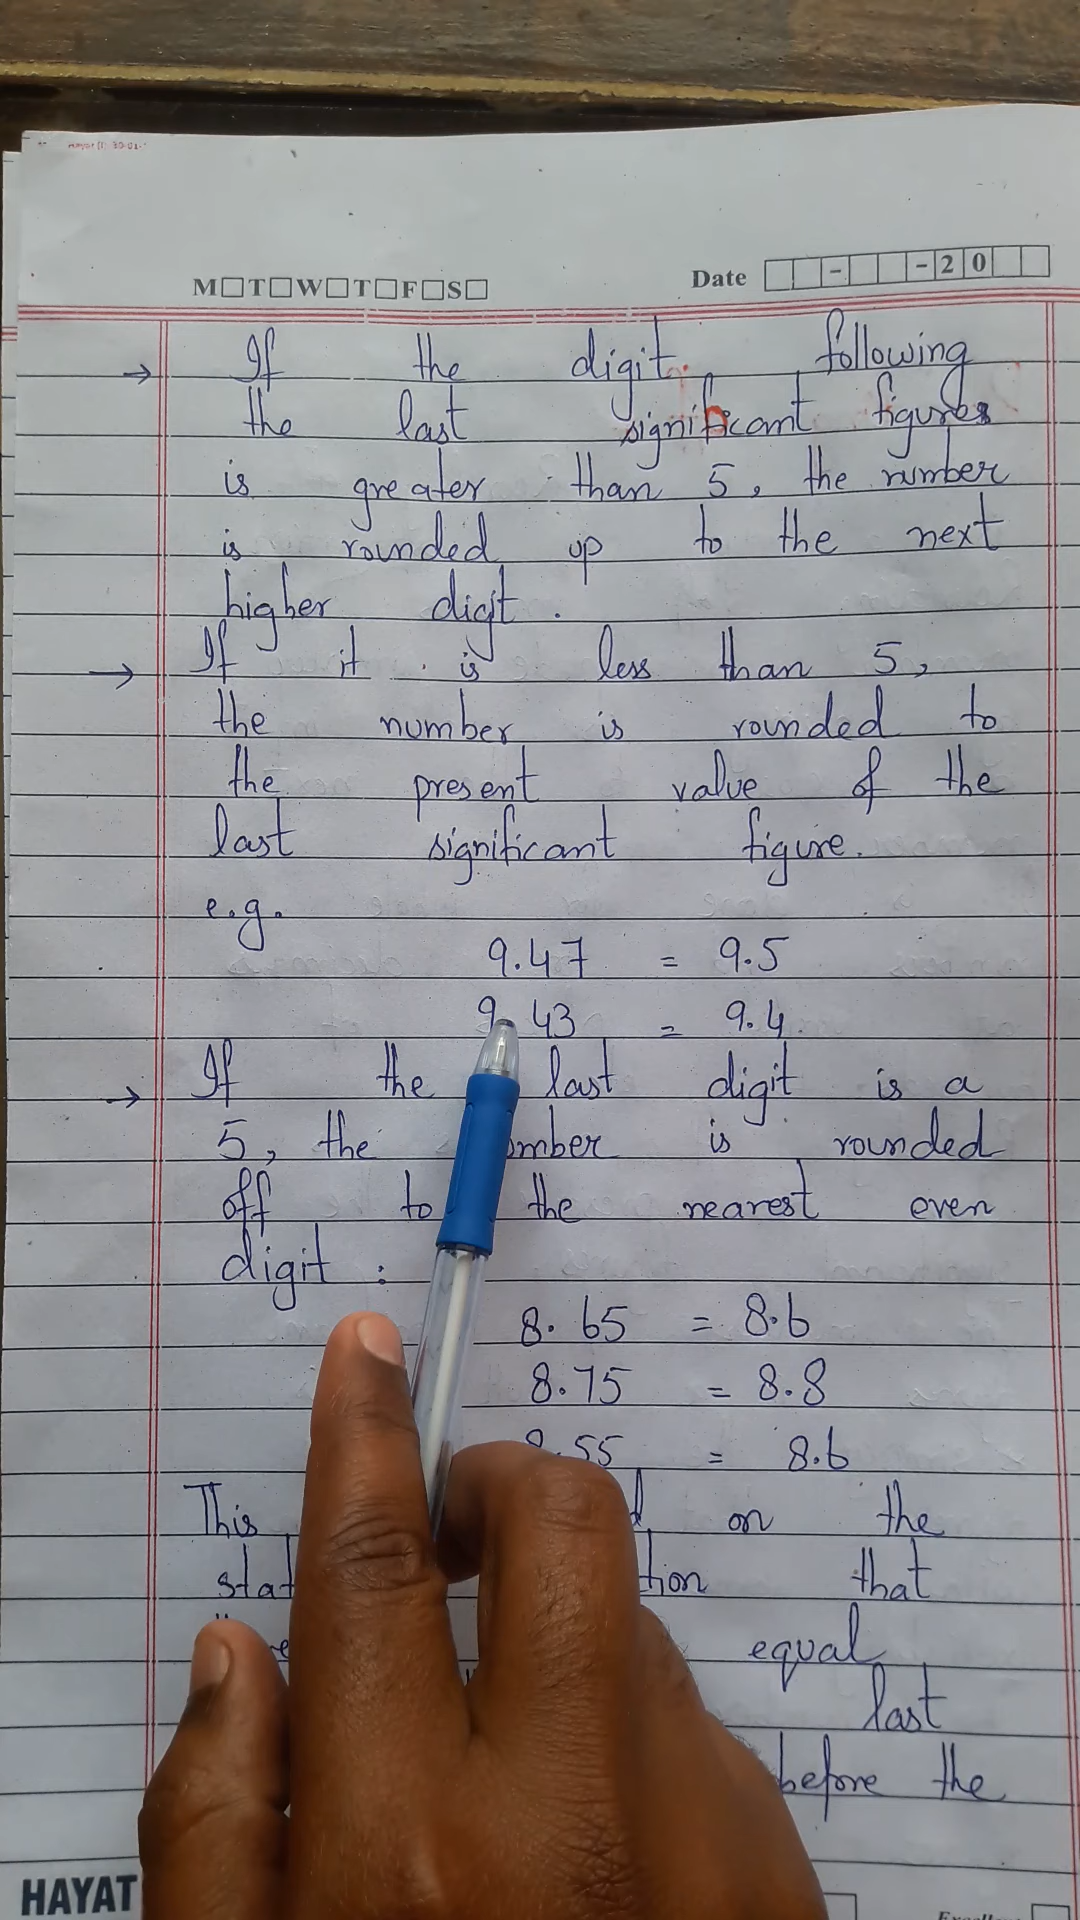 M☐T☐W☐T☐F☐S☐ Date - -20
→ If the digit following
the last significant figure
is greater than 5, the number
is rounded up to the next
higher digit.
→ If it is less than 5,
the number is rounded to
the present value of the
last significant figure.
e.g.
9.47 = 9.5
9.43 = 9.4
→ If the last digit is a
5, the mber is rounded
off to the nearest even
digit :
8.65 = 8.6
8.75 = 8.8
8.55 = 8.6
This on the
that
equal
last
before the
HAYAT